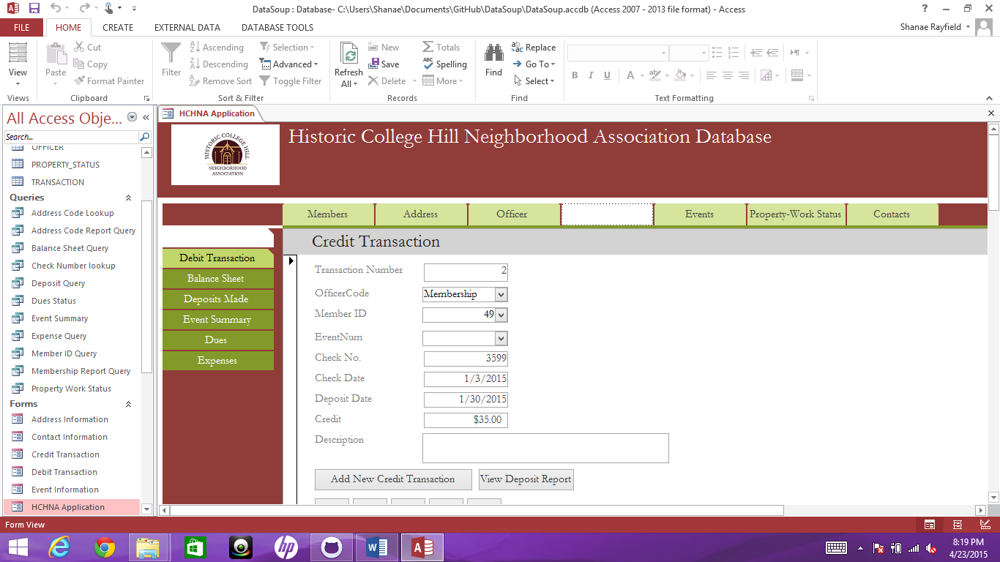 DataSoup : Database- C:\Users\Shanae\Documents\GitHub\DataSoup\DataSoup.accdb (Access 2007 - 2013 file format) - Access
FILE HOME CREATE EXTERNAL DATA DATABASE TOOLS Shanae Rayfield
View
Views
Paste
Cut
Copy
Format Painter
Clipboard
Filter
Ascending
Descending
Remove Sort
Selection
Advanced
Toggle Filter
Sort & Filter
Refresh
All
New
Save
Delete
Totals
Spelling
More
Records
Find
Replace
Go To
Select
Find
B I U A
Text Formatting
All Access Obje...
Search...
OFFICER
PROPERTY_STATUS
TRANSACTION
Queries
Address Code Lookup
Address Code Report Query
Balance Sheet Query
Check Number lookup
Deposit Query
Dues Status
Event Summary
Expense Query
Member ID Query
Membership Report Query
Property Work Status
Forms
Address Information
Contact Information
Credit Transaction
Debit Transaction
Event Information
HCHNA Application
HCHNA Application
HISTORIC COLLEGE HILL
NEIGHBORHOOD
ASSOCIATION
Historic College Hill Neighborhood Association Database
Members Address Officer Events Property-Work Status Contacts
Debit Transaction
Balance Sheet
Deposits Made
Event Summary
Dues
Expenses
Credit Transaction
Transaction Number 2
OfficerCode Membership
Member ID 49
EventNum
Check No. 3599
Check Date 1/3/2015
Deposit Date 1/30/2015
Credit $35.00
Description
Add New Credit Transaction View Deposit Report
Form View
8:19 PM
4/23/2015